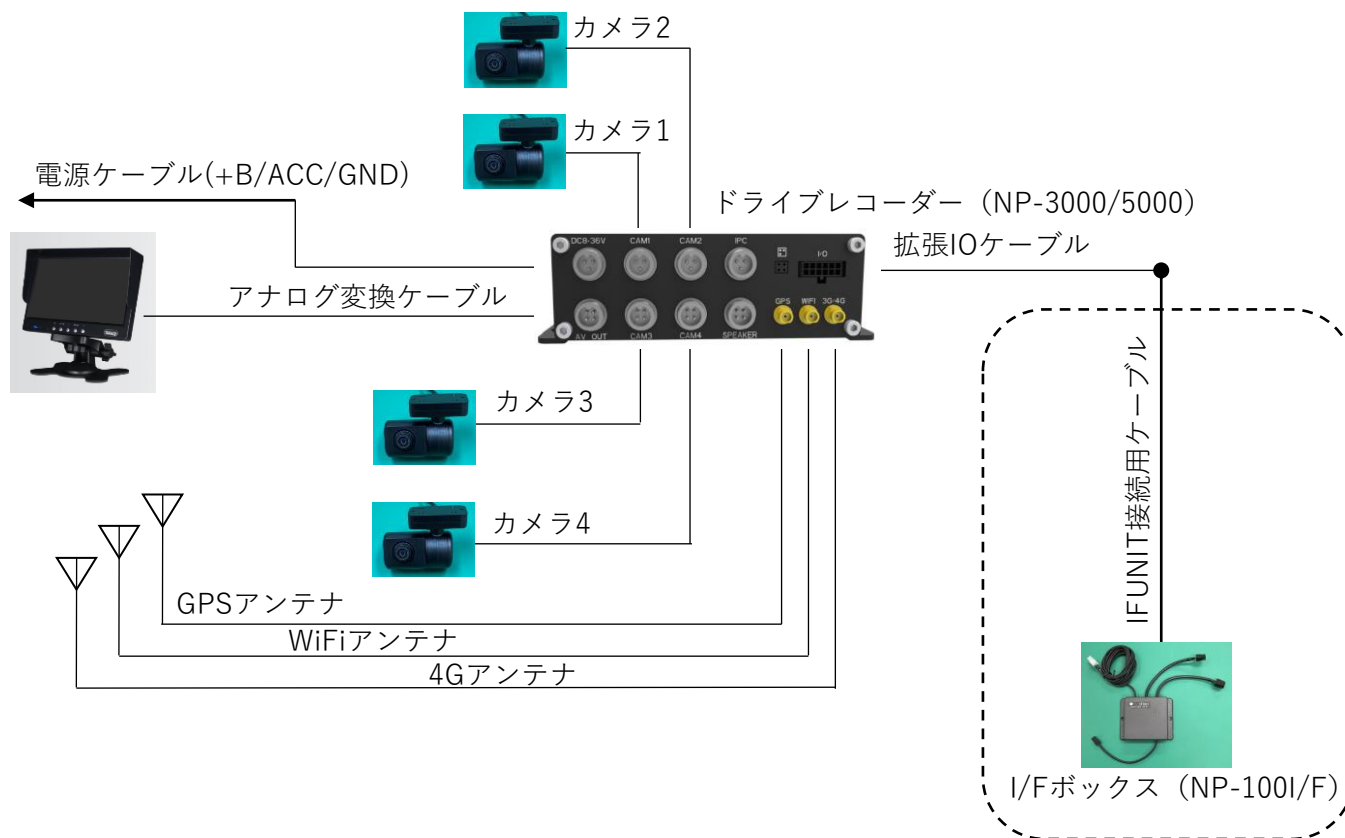 カメラ2
カメラ1
電源ケーブル(+B/ACC/GND)
ドライブレコーダー（NP-3000/5000）
拡張IOケーブル
DC8-36V
CAM1
CAM2
IPC
I/O
アナログ変換ケーブル
GPS
WIFI
3G-4G
AV OUT
CAM3
CAM4
SPEAKER
カメラ3
IFUNIT接続用ケーブル
カメラ4
GPSアンテナ
WiFiアンテナ
4Gアンテナ
I/Fボックス（NP-100I/F）